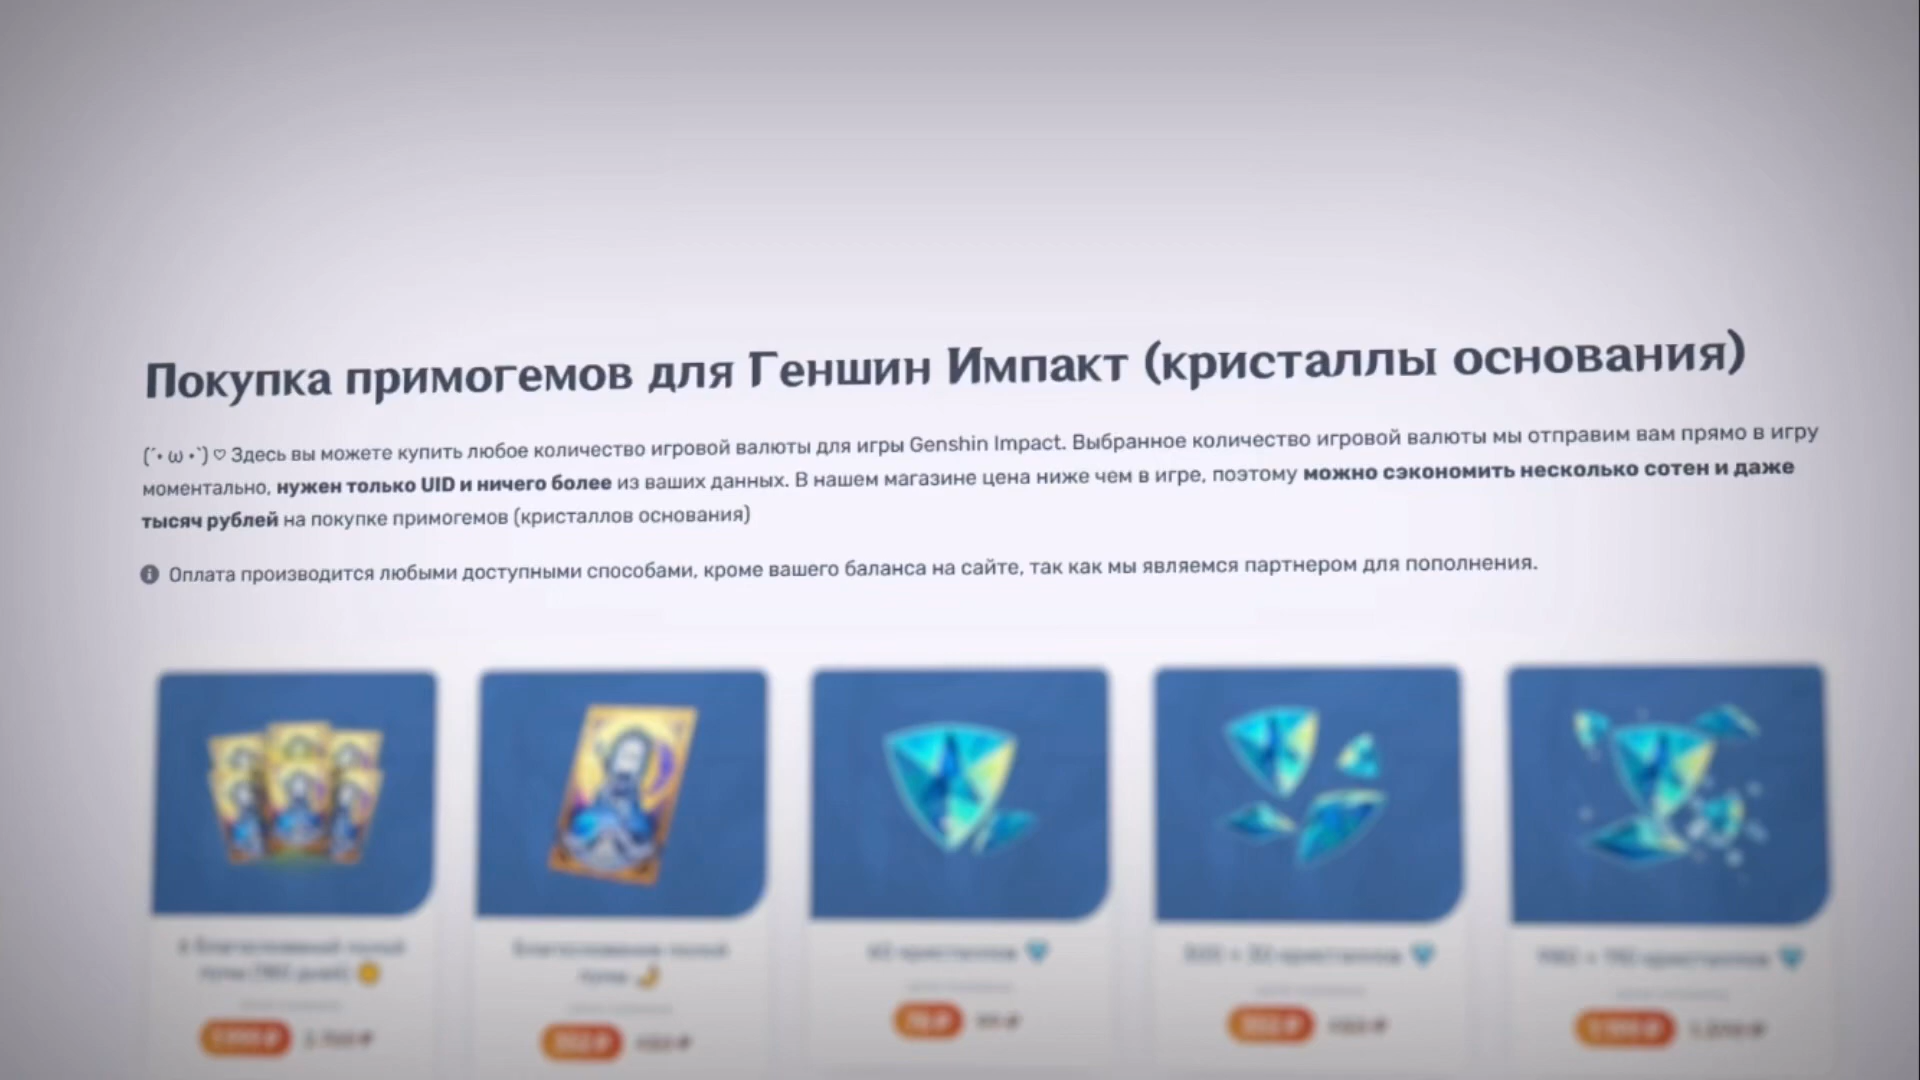 Покупка примогемов для Геншин Импакт (кристаллы основания)
(´• ω •`) ♡ Здесь вы можете купить любое количество игровой валюты для игры Genshin Impact. Выбранное количество игровой валюты мы отправим вам прямо в игру
моментально, нужен только UID и ничего более из ваших данных. В нашем магазине цена ниже чем в игре, поэтому можно сэкономить несколько сотен и даже
тысяч рублей на покупке примогемов (кристаллов основания)
Оплата производится любыми доступными способами, кроме вашего баланса на сайте, так как мы являемся партнером для пополнения.
60 кристаллов